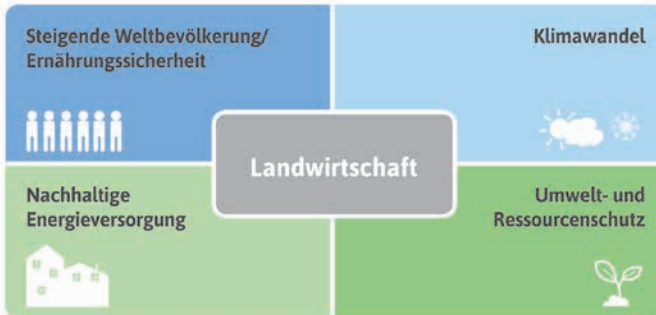 Steigende Weltbevölkerung/
Ernährungssicherheit
Klimawandel
Landwirtschaft
Nachhaltige
Energieversorgung
Umwelt- und
Ressourcenschutz